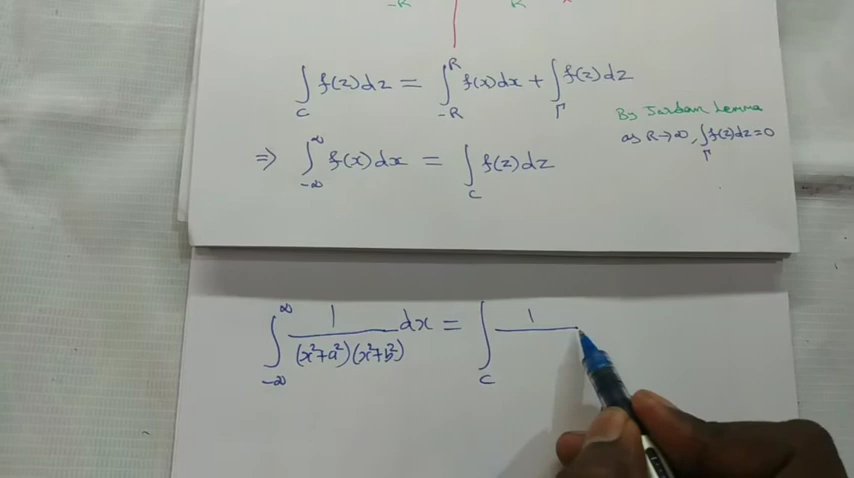 -R R
∫_C f(z)dz = ∫_{-R}^{R} f(x)dx + ∫_Γ f(z)dz
By Jordan Lemma
as R→∞, ∫_Γ f(z)dz=0
⇒ ∫_{-∞}^{∞} f(x)dx = ∫_C f(z)dz
∫_{-∞}^{∞} 1/((x²+a²)(x²+b²)) dx = ∫_C 1